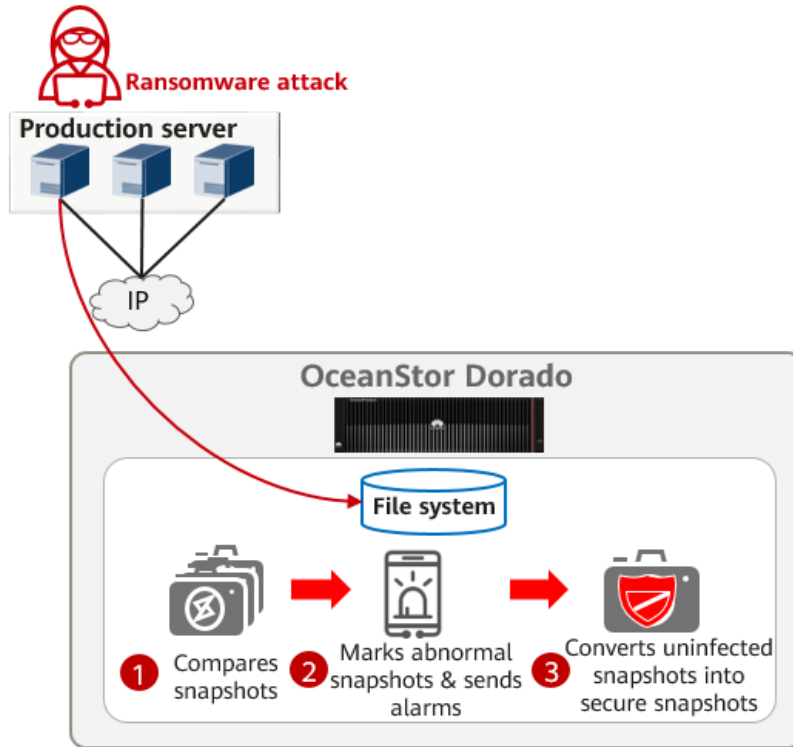 Ransomware attack
Production server
IP
OceanStor Dorado
File system
1 Compares
snapshots
2 Marks abnormal
snapshots & sends
alarms
3 Converts uninfected
snapshots into
secure snapshots